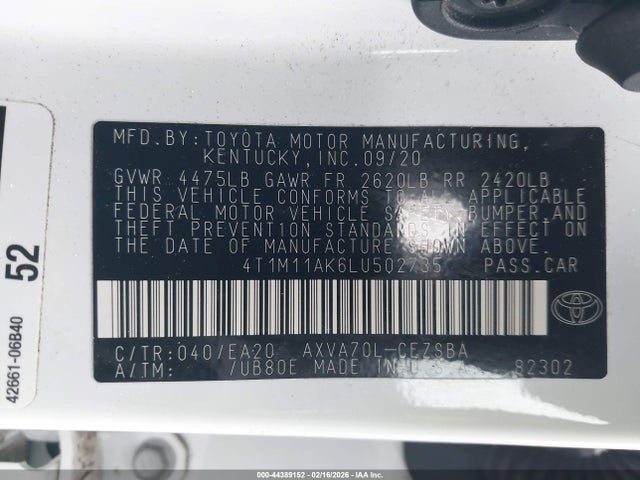 MFD.BY: TOYOTA MOTOR MANUFACTURING,
KENTUCKY, INC. 09/20
GVWR 4475LB GAWR FR 2620LB RR 2420LB
THIS VEHICLE CONFORMS TO ALL APPLICABLE
FEDERAL MOTOR VEHICLE SAFETY, BUMPER, AND
THEFT PREVENTION STANDARDS IN EFFECT ON
THE DATE OF MANUFACTURE SHOWN ABOVE.
4T1M11AK6LU502735 PASS.CAR
C/TR: 040/EA20 AXVA70L-CEZSBA
A/TM: /UB80E MADE IN U.S.A. 82302
52
42661-06B40
000-44389152 | 02/16/2026 | IAA, Inc.